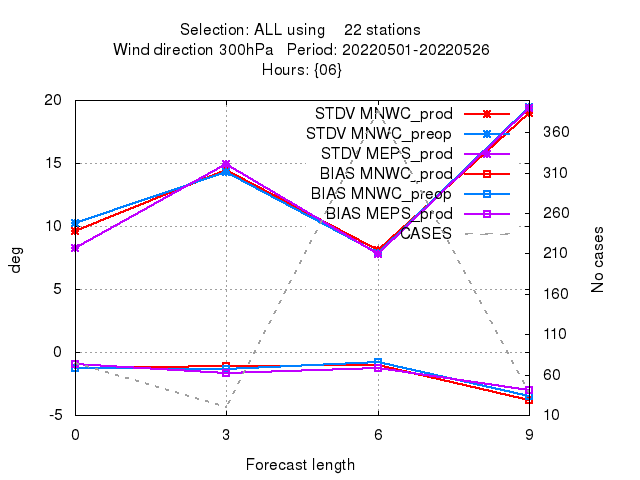 Selection: ALL using    22 stations
Wind direction 300hPa   Period: 20220501-20220526
Hours: {06}
20
15
10
5
0
-5
deg
STDV MNWC_prod
STDV MNWC_preop
STDV MEPS_prod
BIAS MNWC_prod
BIAS MNWC_preop
BIAS MEPS_prod
CASES
360
310
260
210
160
110
60
10
No cases
0 3 6 9
Forecast length